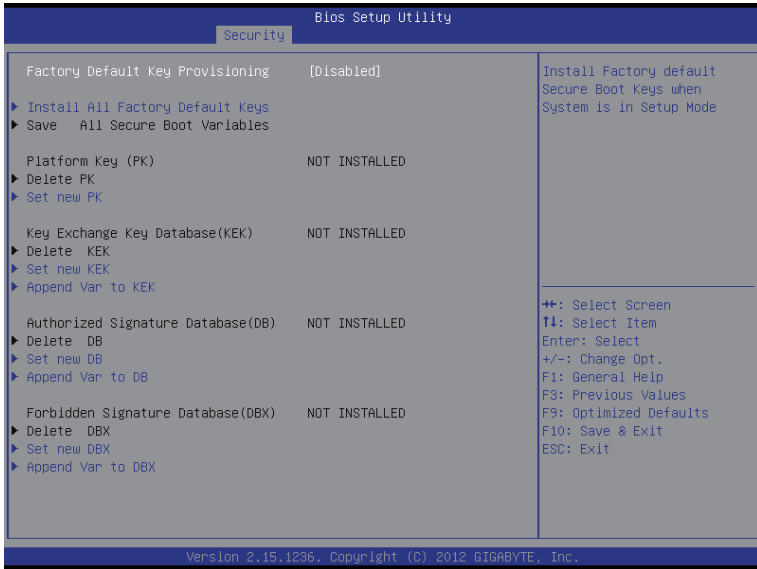 Bios Setup Utility
Security
Factory Default Key Provisioning [Disabled]
Install All Factory Default Keys
Save All Secure Boot Variables
Platform Key (PK) NOT INSTALLED
Delete PK
Set new PK
Key Exchange Key Database(KEK) NOT INSTALLED
Delete KEK
Set new KEK
Append Var to KEK
Authorized Signature Database(DB) NOT INSTALLED
Delete DB
Set new DB
Append Var to DB
Forbidden Signature Database(DBX) NOT INSTALLED
Delete DBX
Set new DBX
Append Var to DBX
Install Factory default
Secure Boot Keys when
System is in Setup Mode
→←: Select Screen
↑↓: Select Item
Enter: Select
+/-: Change Opt.
F1: General Help
F3: Previous Values
F9: Optimized Defaults
F10: Save & Exit
ESC: Exit
Version 2.15.1236. Copyright (C) 2012 GIGABYTE, Inc.